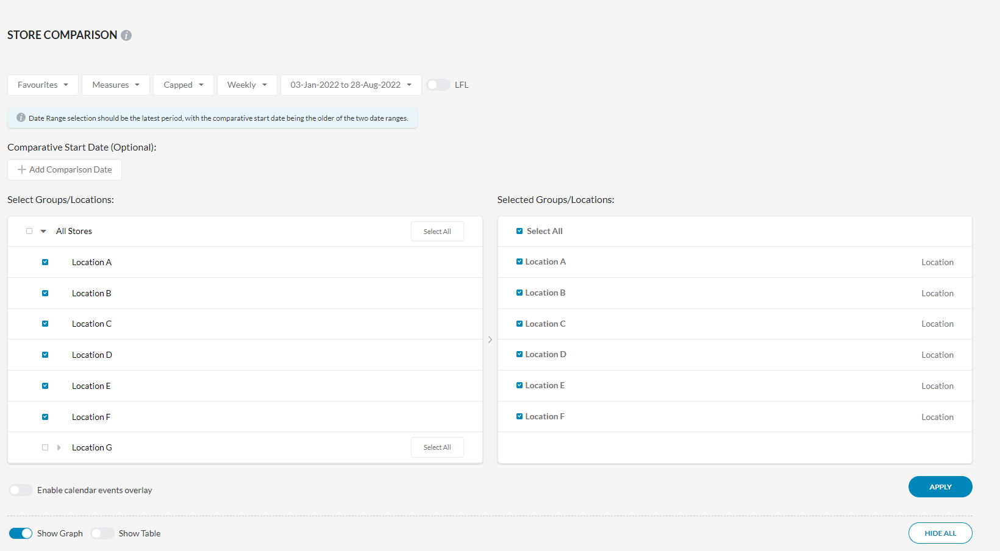 STORE COMPARISON
Favourites Measures Capped Weekly 03-Jan-2022 to 28-Aug-2022 LFL
Date Range selection should be the latest period, with the comparative start date being the older of the two date ranges.
Comparative Start Date (Optional):
Add Comparison Date
Select Groups/Locations:
All Stores Select All
Location A
Location B
Location C
Location D
Location E
Location F
Location G Select All
Selected Groups/Locations:
Select All
Location A Location
Location B Location
Location C Location
Location D Location
Location E Location
Location F Location
Enable calendar events overlay
APPLY
Show Graph Show Table
HIDE ALL